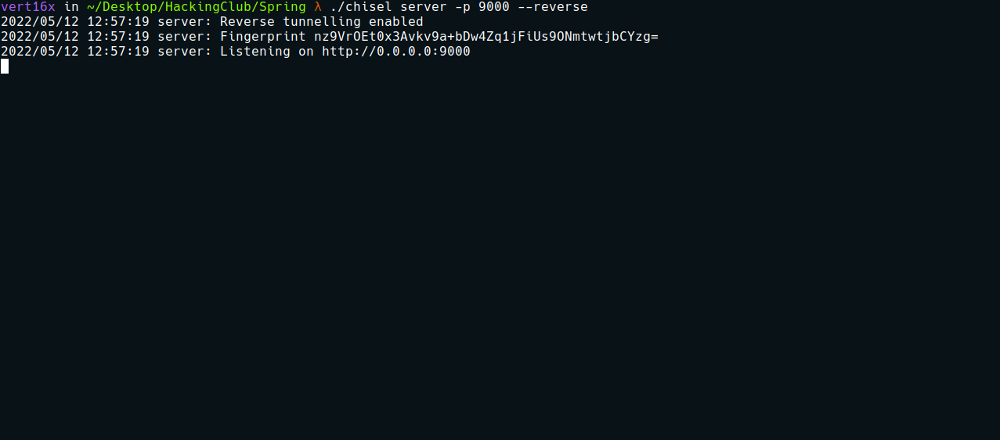 vert16x in ~/Desktop/HackingClub/Spring λ ./chisel server -p 9000 --reverse
2022/05/12 12:57:19 server: Reverse tunnelling enabled
2022/05/12 12:57:19 server: Fingerprint nz9VrOEt0x3Avkv9a+bDw4Zq1jFiUs9ONmtwtjbCYzg=
2022/05/12 12:57:19 server: Listening on http://0.0.0.0:9000